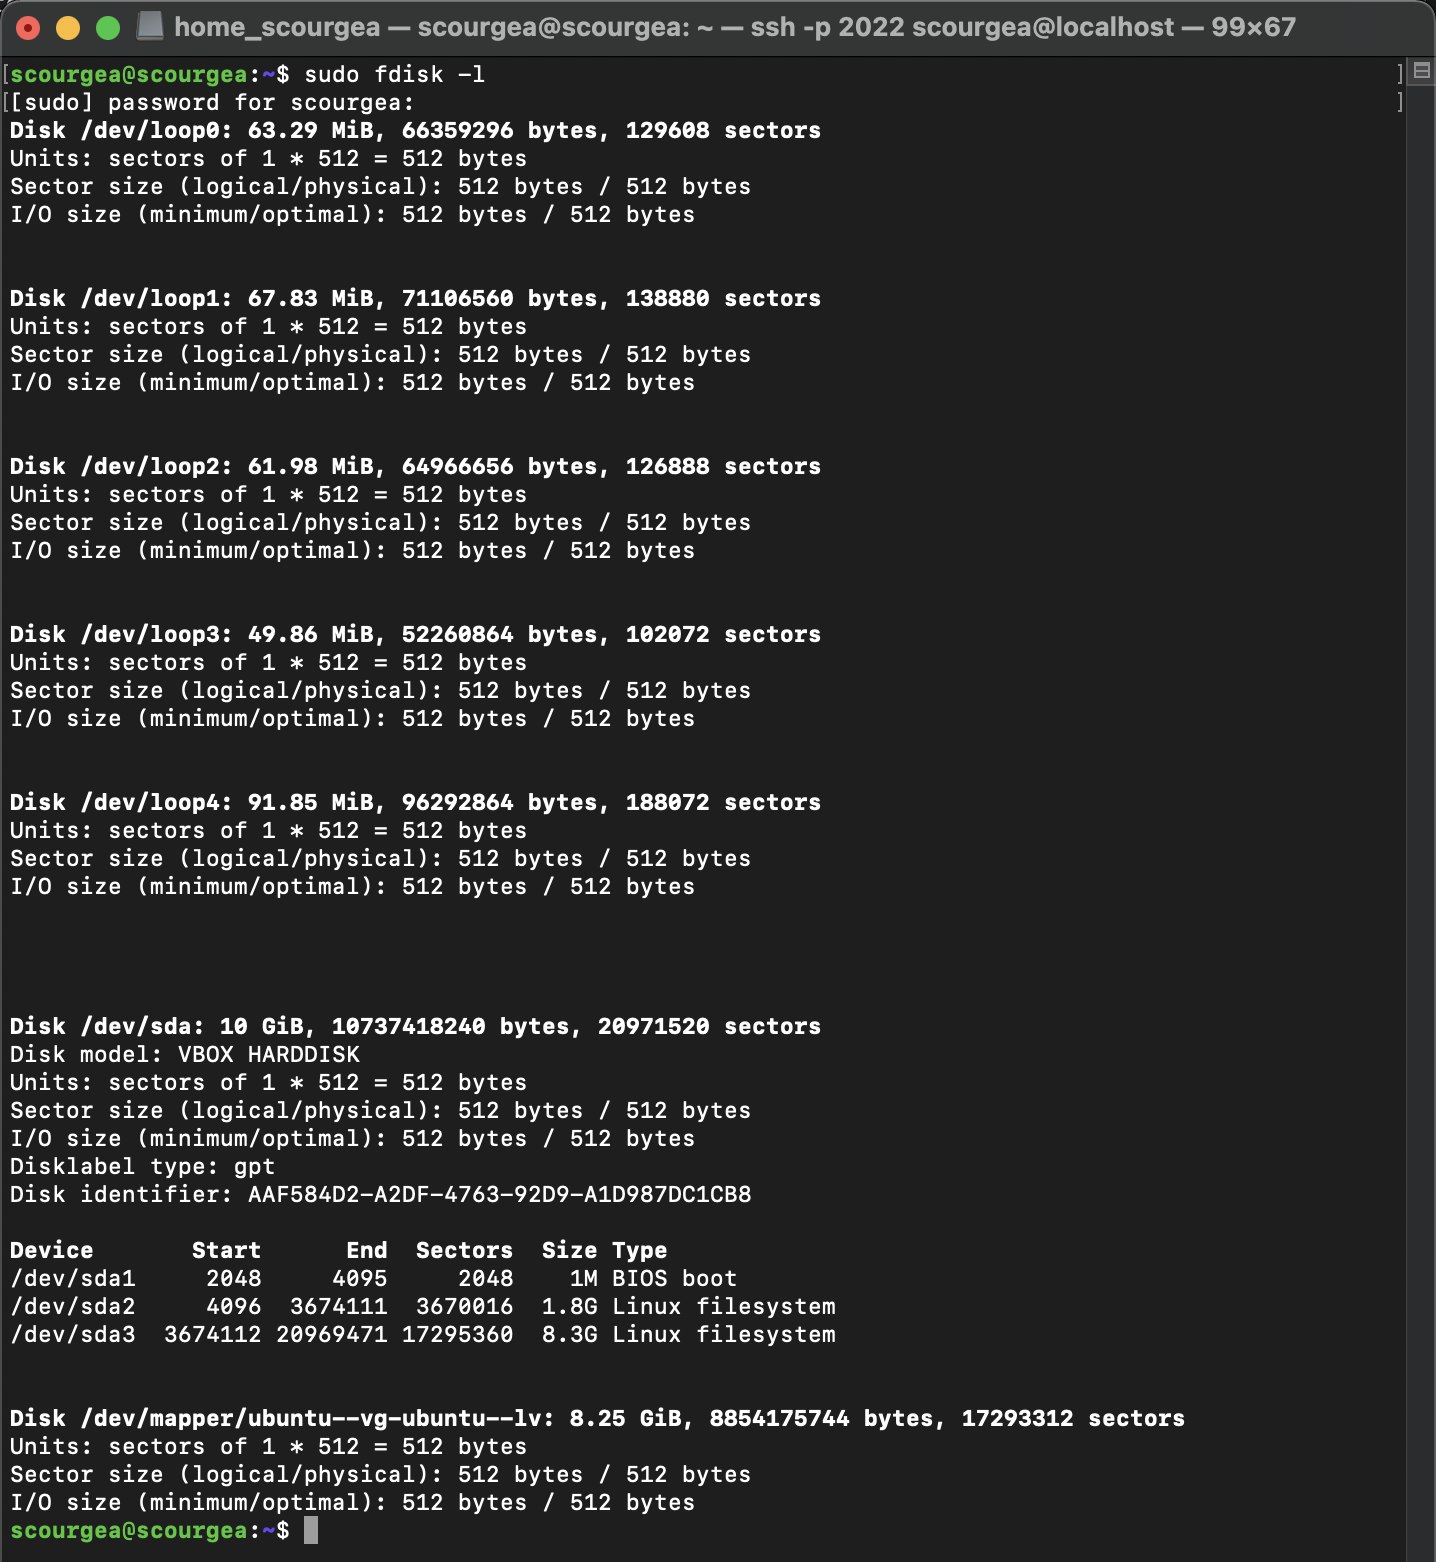 home_scourgea — scourgea@scourgea: ~ — ssh -p 2022 scourgea@localhost — 99×67
[scourgea@scourgea:~$ sudo fdisk -l ]
[[sudo] password for scourgea: ]
Disk /dev/loop0: 63.29 MiB, 66359296 bytes, 129608 sectors
Units: sectors of 1 * 512 = 512 bytes
Sector size (logical/physical): 512 bytes / 512 bytes
I/O size (minimum/optimal): 512 bytes / 512 bytes
Disk /dev/loop1: 67.83 MiB, 71106560 bytes, 138880 sectors
Units: sectors of 1 * 512 = 512 bytes
Sector size (logical/physical): 512 bytes / 512 bytes
I/O size (minimum/optimal): 512 bytes / 512 bytes
Disk /dev/loop2: 61.98 MiB, 64966656 bytes, 126888 sectors
Units: sectors of 1 * 512 = 512 bytes
Sector size (logical/physical): 512 bytes / 512 bytes
I/O size (minimum/optimal): 512 bytes / 512 bytes
Disk /dev/loop3: 49.86 MiB, 52260864 bytes, 102072 sectors
Units: sectors of 1 * 512 = 512 bytes
Sector size (logical/physical): 512 bytes / 512 bytes
I/O size (minimum/optimal): 512 bytes / 512 bytes
Disk /dev/loop4: 91.85 MiB, 96292864 bytes, 188072 sectors
Units: sectors of 1 * 512 = 512 bytes
Sector size (logical/physical): 512 bytes / 512 bytes
I/O size (minimum/optimal): 512 bytes / 512 bytes
Disk /dev/sda: 10 GiB, 10737418240 bytes, 20971520 sectors
Disk model: VBOX HARDDISK
Units: sectors of 1 * 512 = 512 bytes
Sector size (logical/physical): 512 bytes / 512 bytes
I/O size (minimum/optimal): 512 bytes / 512 bytes
Disklabel type: gpt
Disk identifier: AAF584D2-A2DF-4763-92D9-A1D987DC1CB8
Device Start End Sectors Size Type
/dev/sda1 2048 4095 2048 1M BIOS boot
/dev/sda2 4096 3674111 3670016 1.8G Linux filesystem
/dev/sda3 3674112 20969471 17295360 8.3G Linux filesystem
Disk /dev/mapper/ubuntu--vg-ubuntu--lv: 8.25 GiB, 8854175744 bytes, 17293312 sectors
Units: sectors of 1 * 512 = 512 bytes
Sector size (logical/physical): 512 bytes / 512 bytes
I/O size (minimum/optimal): 512 bytes / 512 bytes
scourgea@scourgea:~$